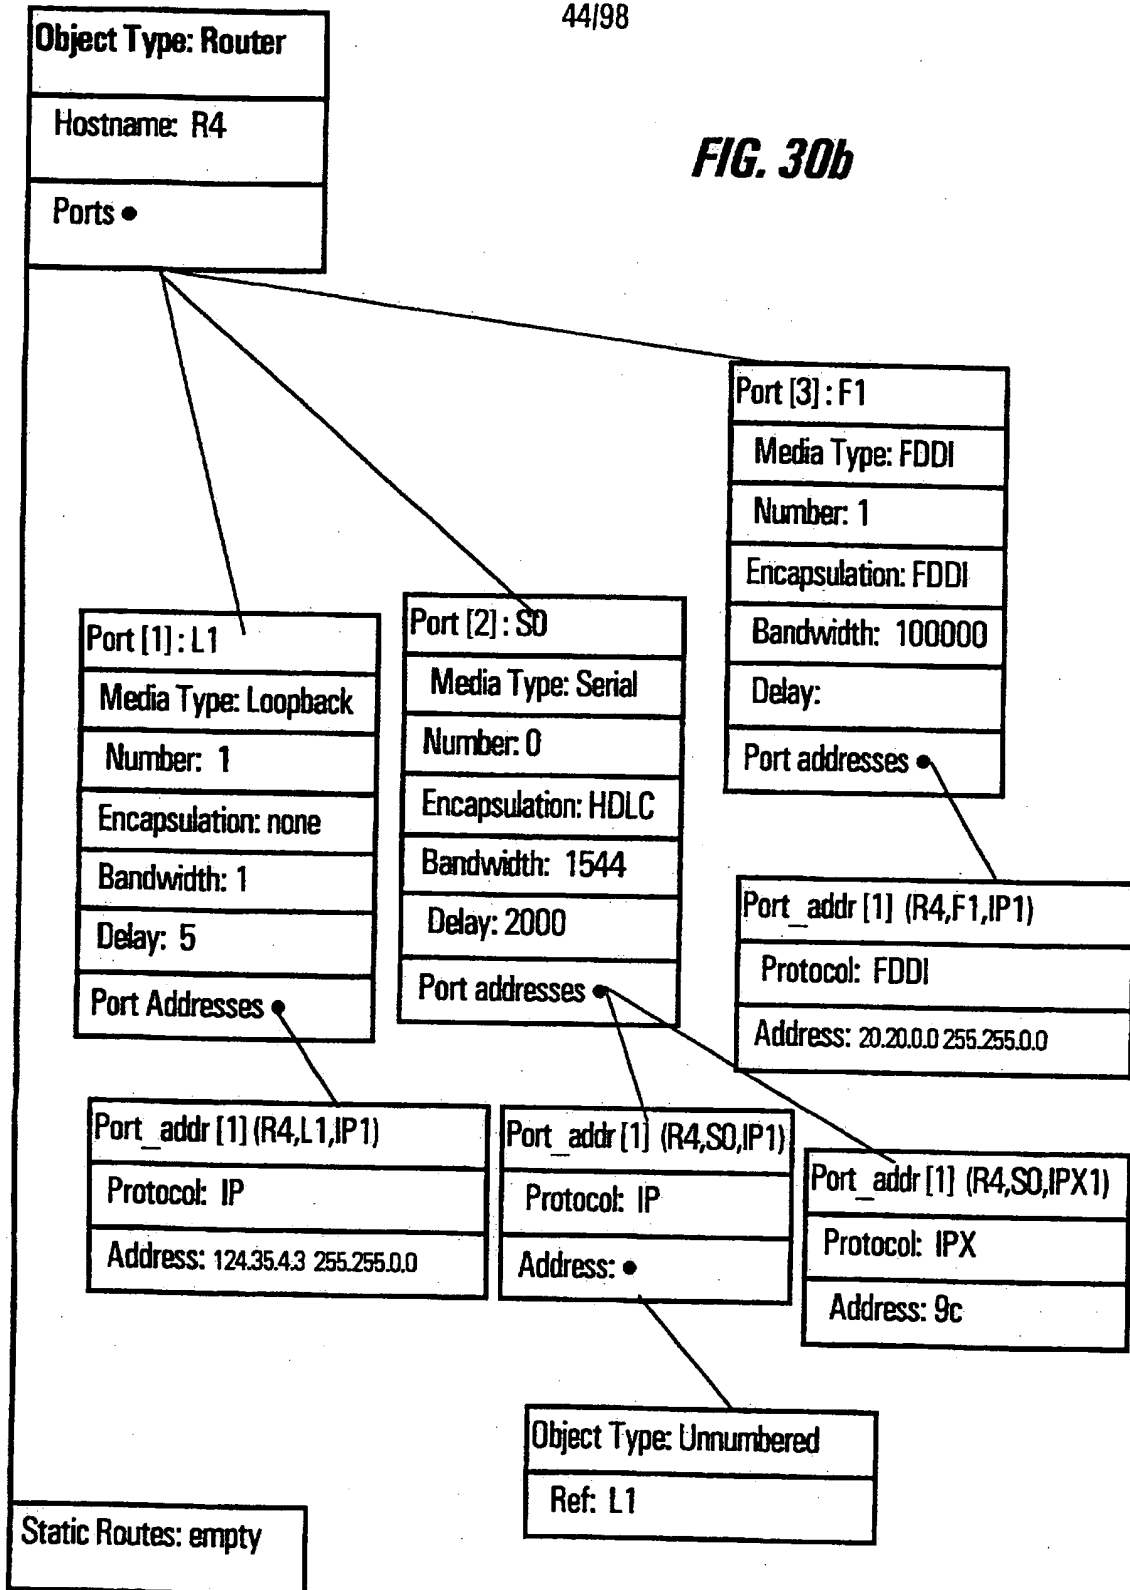 44/98
Object Type: Router
Hostname: R4
Ports
FIG. 30b
Port [3] : F1
Media Type: FDDI
Number: 1
Encapsulation: FDDI
Bandwidth: 100000
Delay:
Port addresses
Port [1] : L1
Media Type: Loopback
Number: 1
Encapsulation: none
Bandwidth: 1
Delay: 5
Port Addresses
Port [2] : S0
Media Type: Serial
Number: 0
Encapsulation: HDLC
Bandwidth: 1544
Delay: 2000
Port addresses
Port_addr [1] (R4,F1,IP1)
Protocol: FDDI
Address: 20.20.0.0 255.255.0.0
Port_addr [1] (R4,L1,IP1)
Protocol: IP
Address: 124.35.4.3 255.255.0.0
Port_addr [1] (R4,S0,IP1)
Protocol: IP
Address:
Port_addr [1] (R4,S0,IPX1)
Protocol: IPX
Address: 9c
Object Type: Unnumbered
Ref: L1
Static Routes: empty